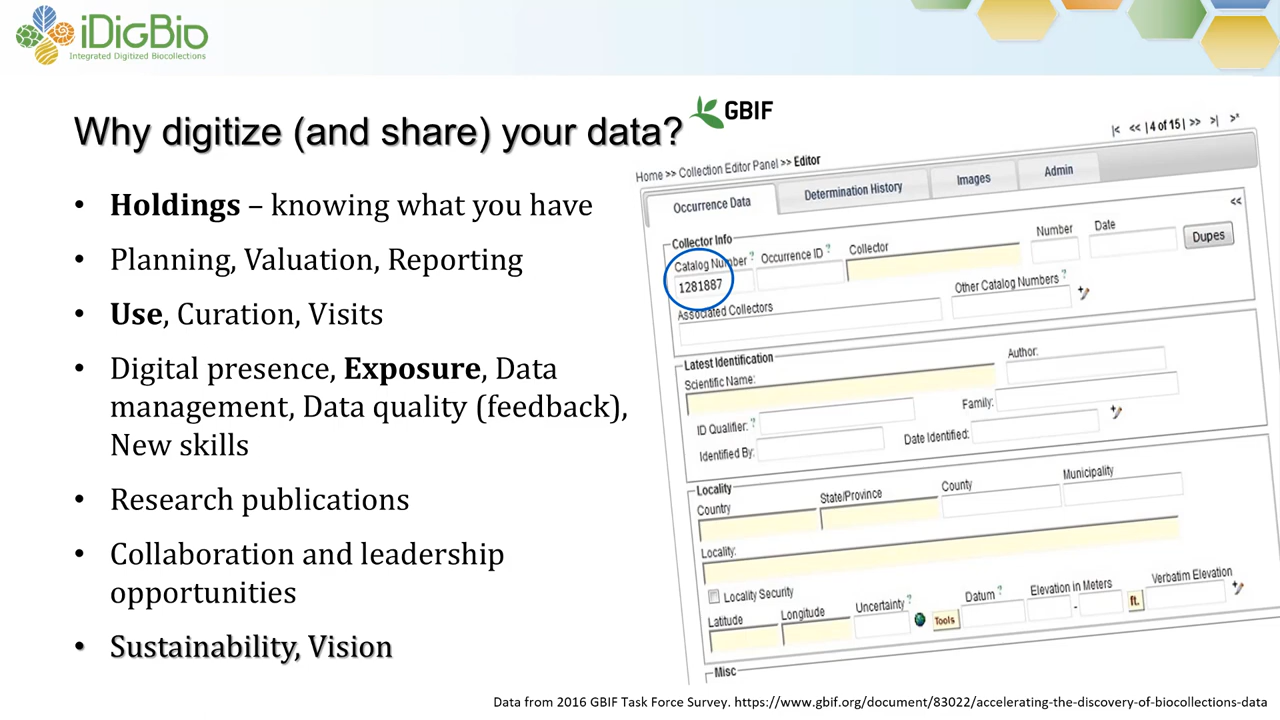 iDigBio
Integrated Digitized Biocollections
Why digitize (and share) your data?
GBIF
• Holdings – knowing what you have
• Planning, Valuation, Reporting
• Use, Curation, Visits
• Digital presence, Exposure, Data
management, Data quality (feedback),
New skills
• Research publications
• Collaboration and leadership
opportunities
• Sustainability, Vision
|< << | 4 of 15 | >> >| >*
Home >> Collection Editor Panel >> Editor
Occurrence Data Determination History Images Admin
<<
Collector Info
Catalog Number ? Occurrence ID ? Collector Number Date
1281887 Dupes
Associated Collectors Other Catalog Numbers ?
Latest Identification
Scientific Name: Author:
ID Qualifier: ? Family:
Identified By: Date Identified:
Locality
Country State/Province County Municipality
Locality:
Locality Security
Latitude Longitude Uncertainty ? Tools Datum ? Elevation in Meters - ft. Verbatim Elevation
Misc
Data from 2016 GBIF Task Force Survey. https://www.gbif.org/document/83022/accelerating-the-discovery-of-biocollections-data